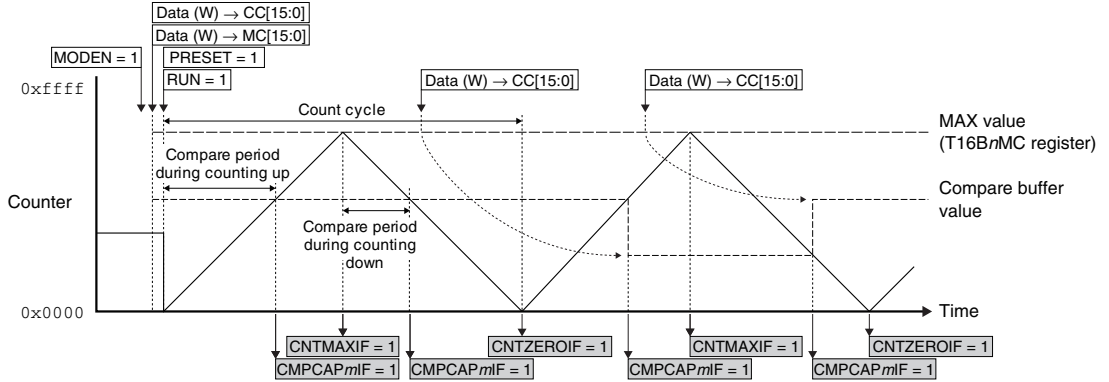 Data (W) → CC[15:0]
Data (W) → MC[15:0]
MODEN = 1
PRESET = 1
RUN = 1
Data (W) → CC[15:0]
Data (W) → CC[15:0]
0xffff
Count cycle
MAX value
(T16BnMC register)
Compare period
during counting up
Compare buffer
value
Counter
Compare period
during counting
down
0x0000
Time
CNTMAXIF = 1
CNTZEROIF = 1
CNTMAXIF = 1
CNTZEROIF = 1
CMPCAPmIF = 1
CMPCAPmIF = 1
CMPCAPmIF = 1
CMPCAPmIF = 1